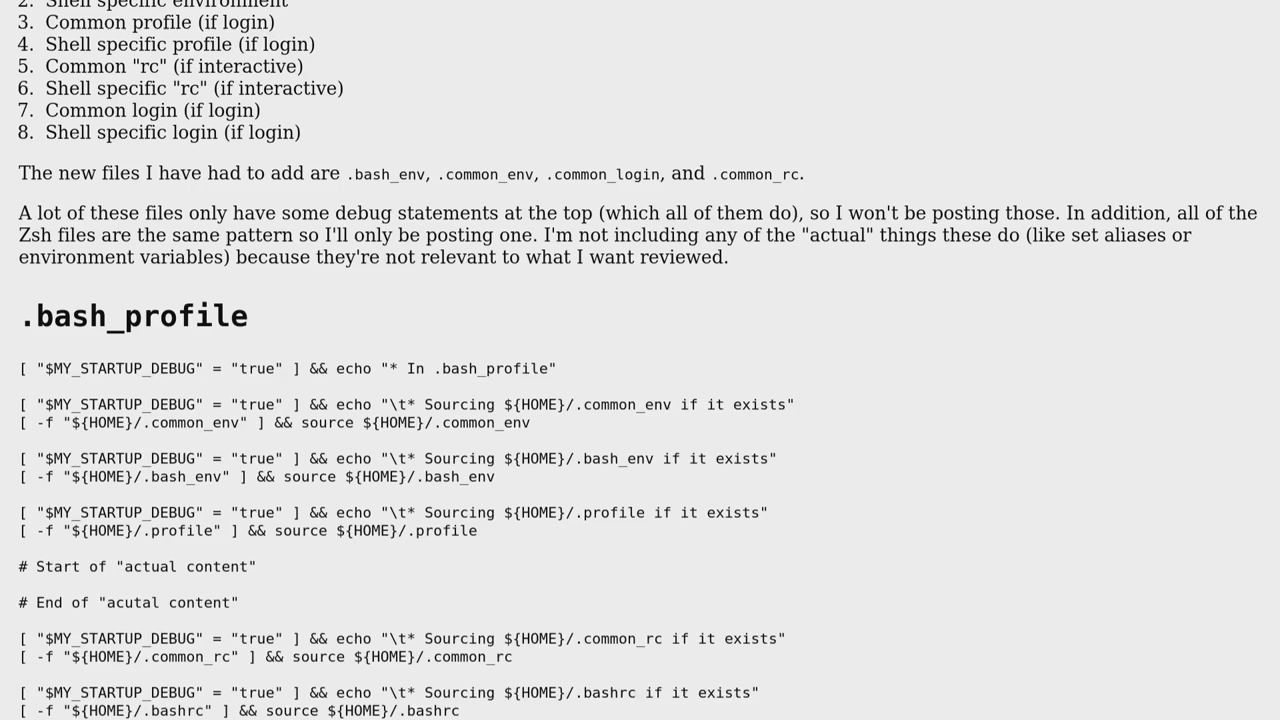 2. Shell specific environment
3. Common profile (if login)
4. Shell specific profile (if login)
5. Common "rc" (if interactive)
6. Shell specific "rc" (if interactive)
7. Common login (if login)
8. Shell specific login (if login)
The new files I have had to add are .bash_env, .common_env, .common_login, and .common_rc.
A lot of these files only have some debug statements at the top (which all of them do), so I won't be posting those. In addition, all of the
Zsh files are the same pattern so I'll only be posting one. I'm not including any of the "actual" things these do (like set aliases or
environment variables) because they're not relevant to what I want reviewed.
.bash_profile
[ "$MY_STARTUP_DEBUG" = "true" ] && echo "* In .bash_profile"
[ "$MY_STARTUP_DEBUG" = "true" ] && echo "\t* Sourcing ${HOME}/.common_env if it exists"
[ -f "${HOME}/.common_env" ] && source ${HOME}/.common_env
[ "$MY_STARTUP_DEBUG" = "true" ] && echo "\t* Sourcing ${HOME}/.bash_env if it exists"
[ -f "${HOME}/.bash_env" ] && source ${HOME}/.bash_env
[ "$MY_STARTUP_DEBUG" = "true" ] && echo "\t* Sourcing ${HOME}/.profile if it exists"
[ -f "${HOME}/.profile" ] && source ${HOME}/.profile
# Start of "actual content"
# End of "acutal content"
[ "$MY_STARTUP_DEBUG" = "true" ] && echo "\t* Sourcing ${HOME}/.common_rc if it exists"
[ -f "${HOME}/.common_rc" ] && source ${HOME}/.common_rc
[ "$MY_STARTUP_DEBUG" = "true" ] && echo "\t* Sourcing ${HOME}/.bashrc if it exists"
[ -f "${HOME}/.bashrc" ] && source ${HOME}/.bashrc